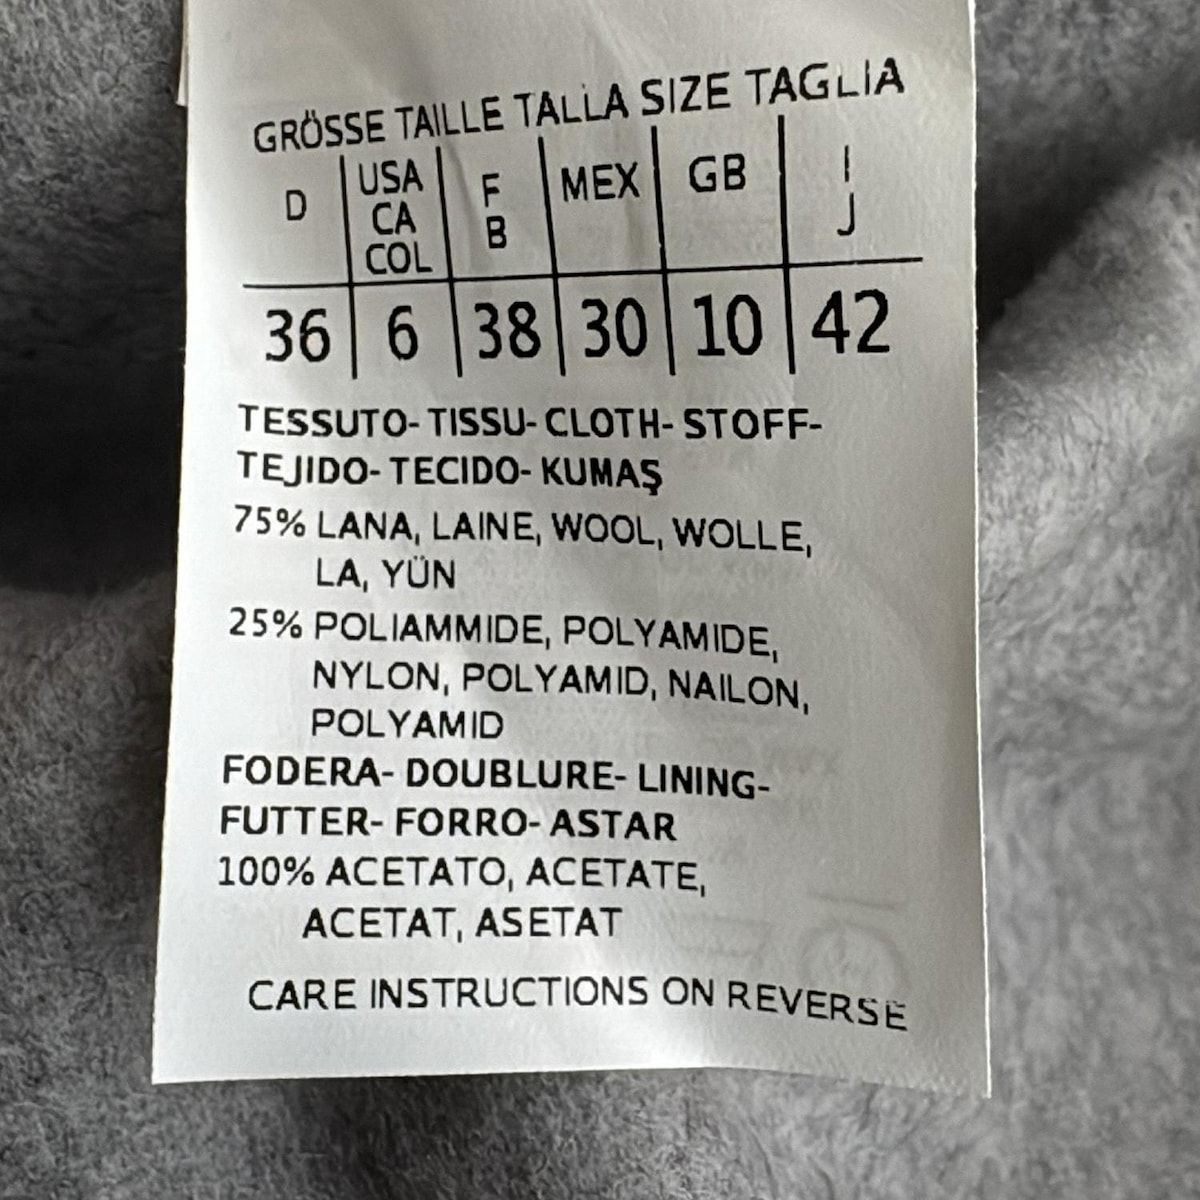 GRÖSSE TAILLE TALLA SIZE TAGLIA
D USA F MEX GB I
CA B J
COL
36 6 38 30 10 42
TESSUTO- TISSU- CLOTH- STOFF-
TEJIDO- TECIDO- KUMAŞ
75% LANA, LAINE, WOOL, WOLLE,
LA, YÜN
25% POLIAMMIDE, POLYAMIDE,
NYLON, POLYAMID, NAILON,
POLYAMID
FODERA- DOUBLURE- LINING-
FUTTER- FORRO- ASTAR
100% ACETATO, ACETATE,
ACETAT, ASETAT
CARE INSTRUCTIONS ON REVERSE